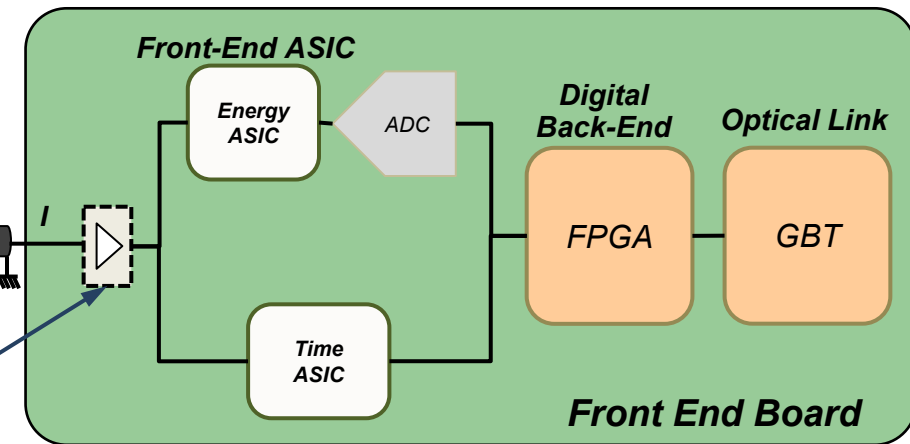 Front-End ASIC
Energy
ASIC
ADC
Digital
Back-End
Optical Link
I
FPGA
GBT
Time
ASIC
Front End Board